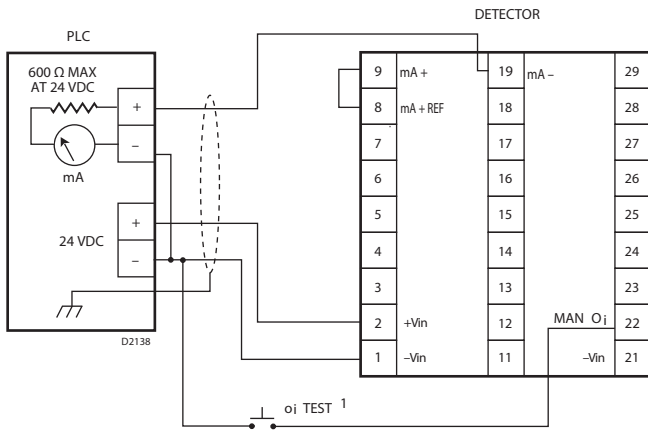 DETECTOR
PLC
600 Ω MAX
AT 24 VDC
+
–
mA
24 VDC
+
–
D2138
9 mA + 19 mA – 29
8 mA + REF 18 28
7 17 27
6 16 26
5 15 25
4 14 24
3 13 23
2 +Vin 12 MAN Oi 22
1 –Vin 11 –Vin 21
oi TEST 1